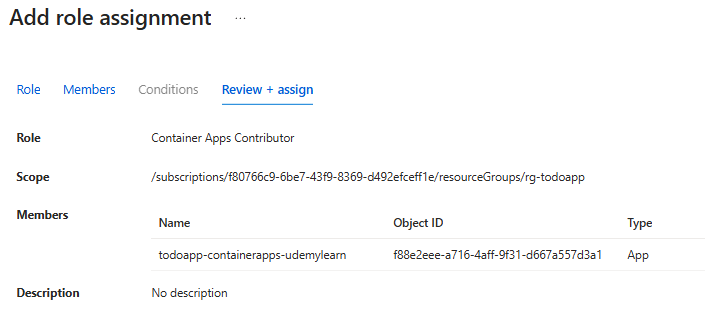 Add role assignment ...
Role Members Conditions Review + assign
Role Container Apps Contributor
Scope /subscriptions/f80766c9-6be7-43f9-8369-d492efceff1e/resourceGroups/rg-todoapp
Members
Name Object ID Type
todoapp-containerapps-udemylearn f88e2eee-a716-4aff-9f31-d667a557d3a1 App
Description No description